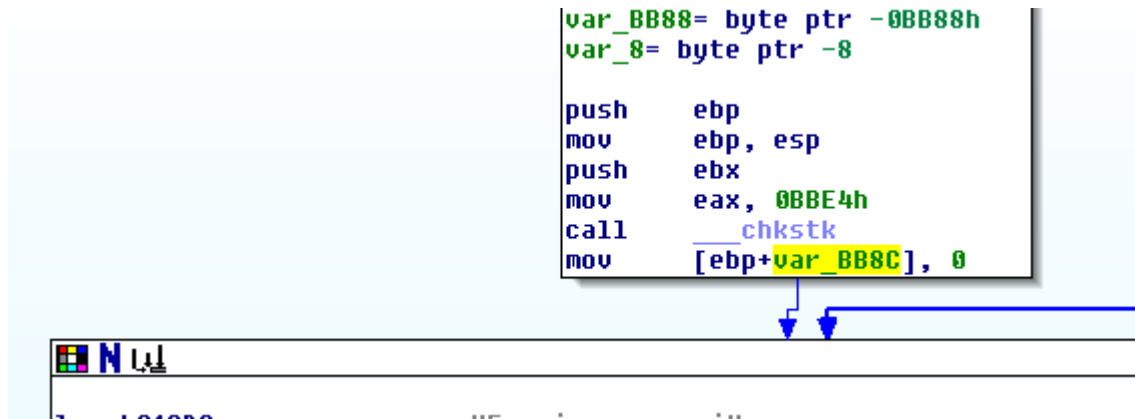 var_BB88= byte ptr -0BB88h
var_8= byte ptr -8
push ebp
mov ebp, esp
push ebx
mov eax, 0BBE4h
call ___chkstk
mov [ebp+var_BB8C], 0
N